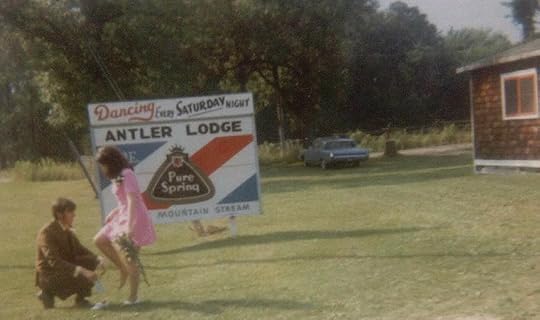 Dancing Every Saturday Night
ANTLER LODGE
Pure
Spring
MOUNTAIN STREAM